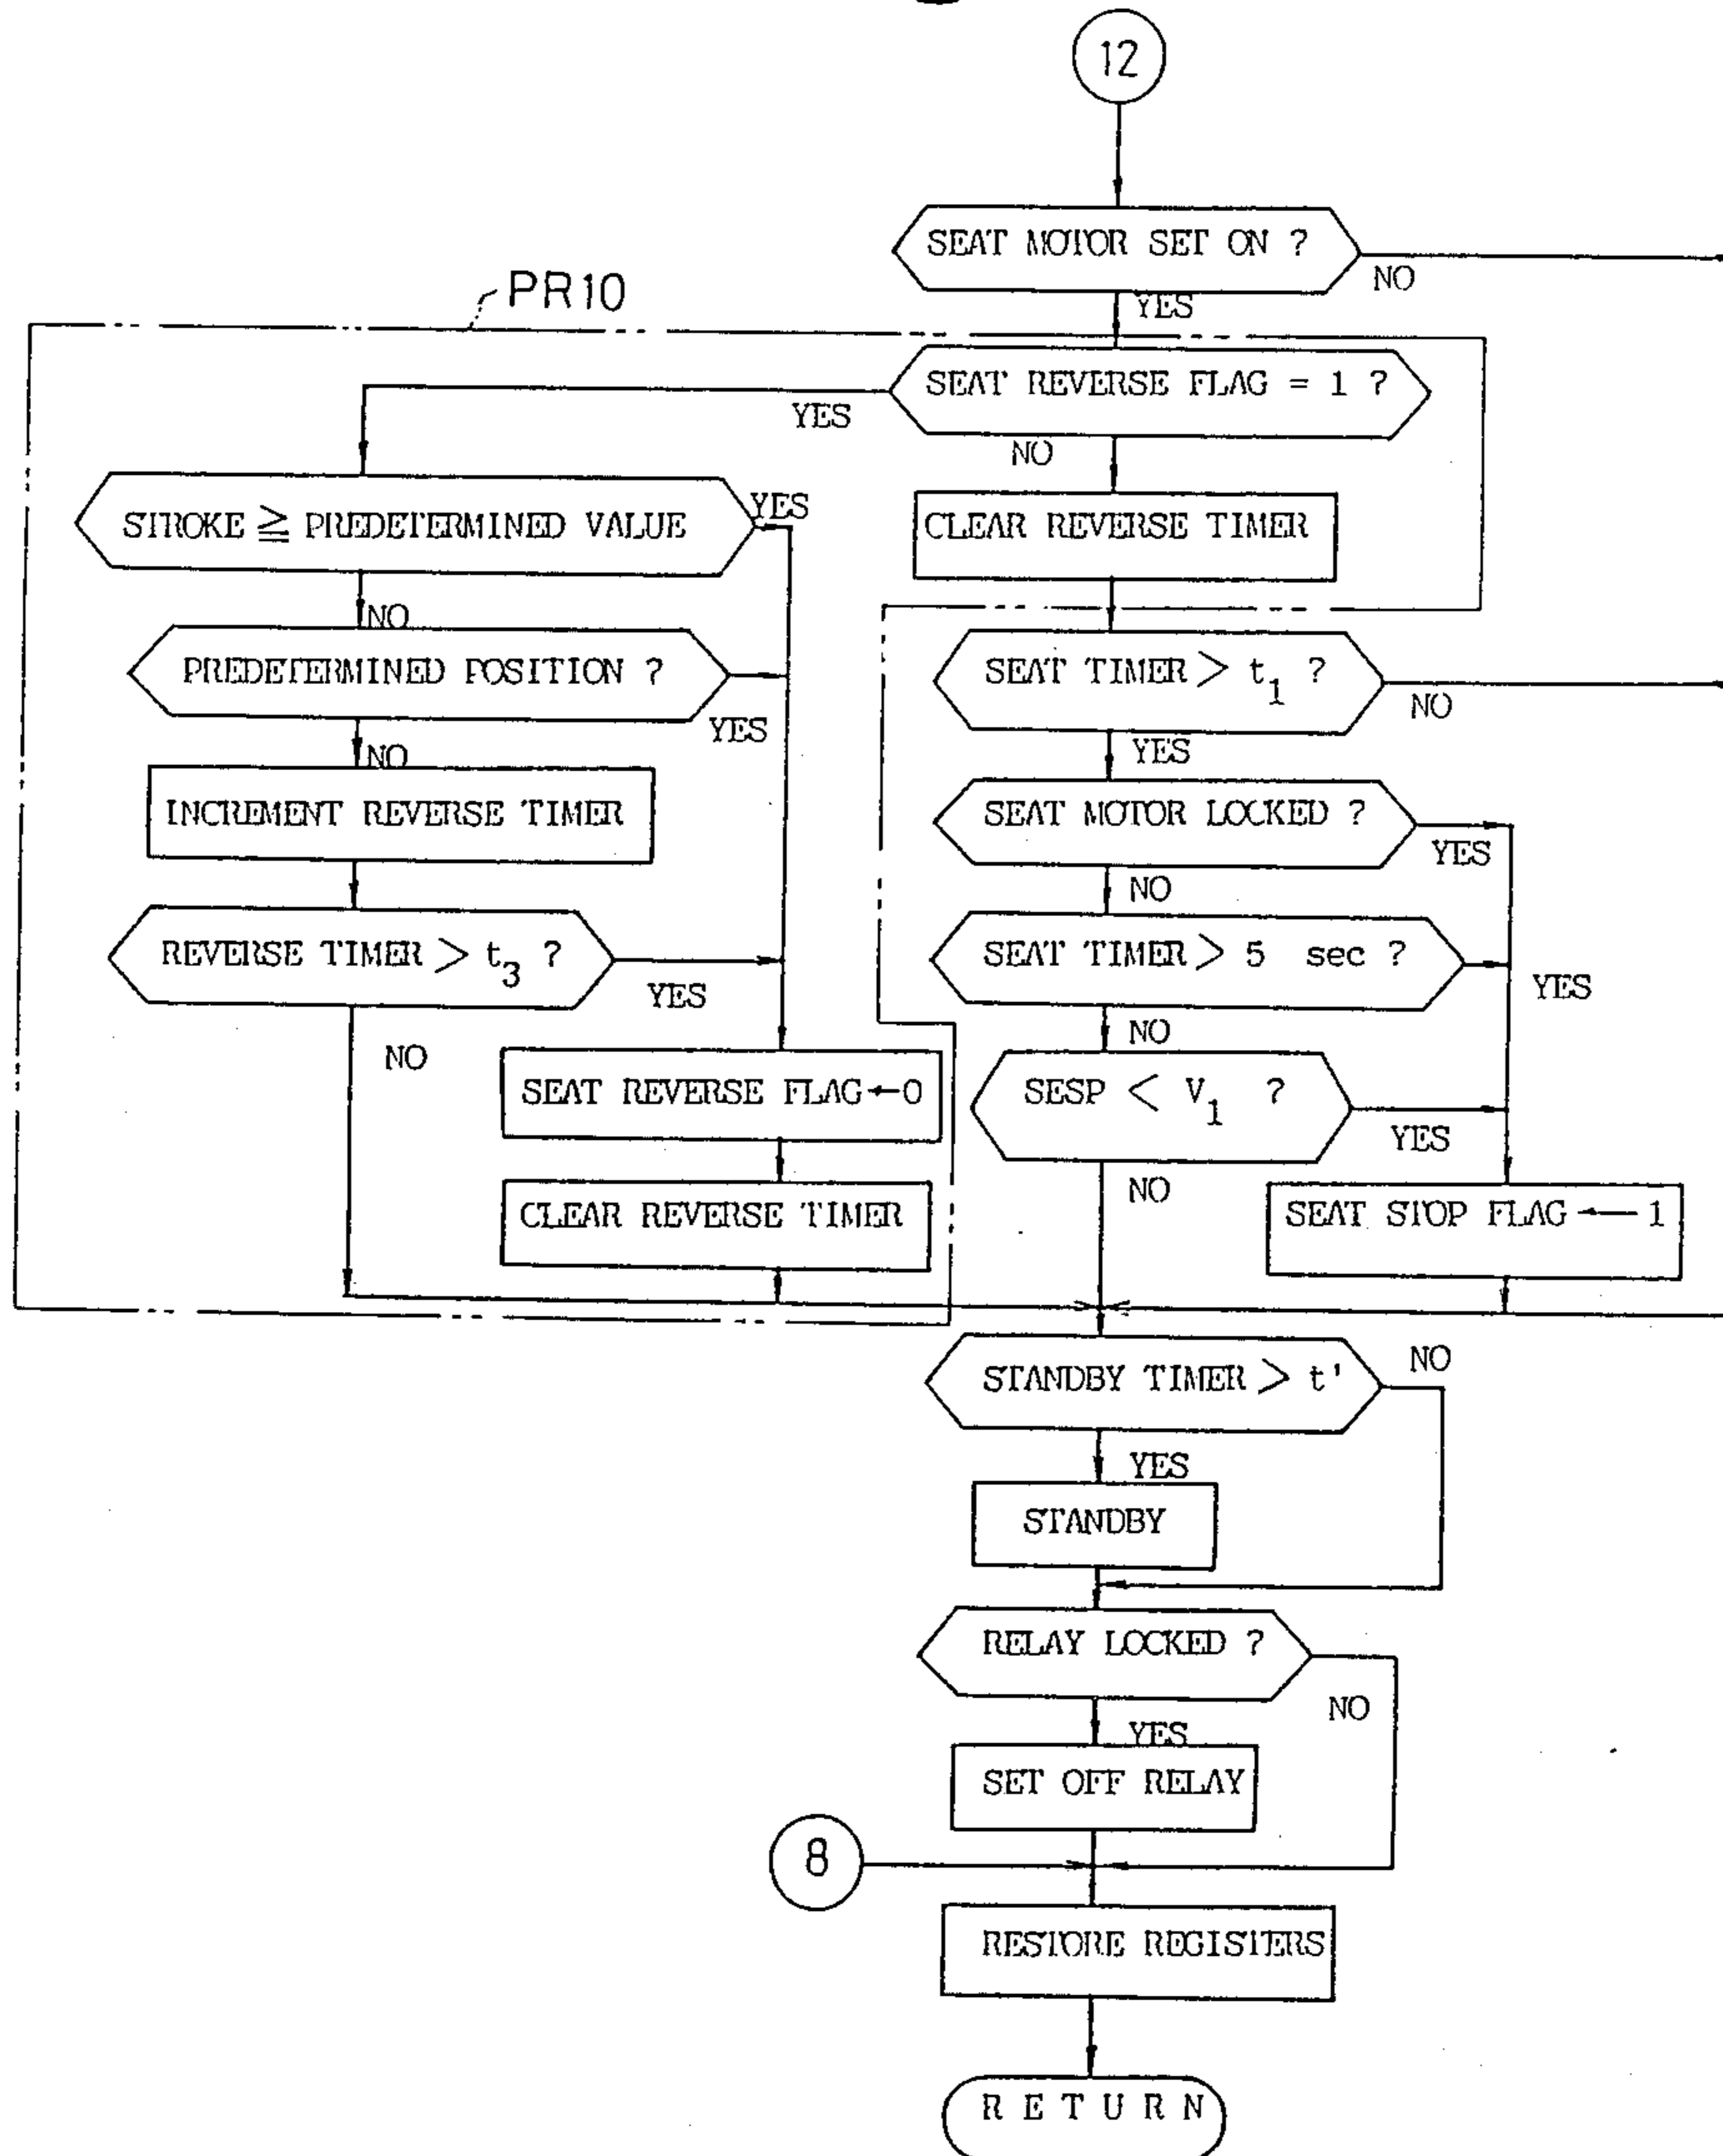 12
SEAT MOTOR SET ON ?
NO
YES
PR10
SEAT REVERSE FLAG = 1 ?
YES
NO
STROKE ≧ PREDETERMINED VALUE
YES
CLEAR REVERSE TIMER
NO
PREDETERMINED POSITION ?
YES
SEAT TIMER > t1 ?
NO
YES
NO
INCREMENT REVERSE TIMER
SEAT MOTOR LOCKED ?
YES
NO
REVERSE TIMER > t3 ?
YES
NO
SEAT TIMER > 5 sec ?
YES
NO
SEAT REVERSE FLAG ← 0
SESP < V1 ?
YES
NO
CLEAR REVERSE TIMER
SEAT STOP FLAG ← 1
STANDBY TIMER > t'
NO
YES
STANDBY
RELAY LOCKED ?
NO
YES
SET OFF RELAY
8
RESTORE REGISTERS
RETURN